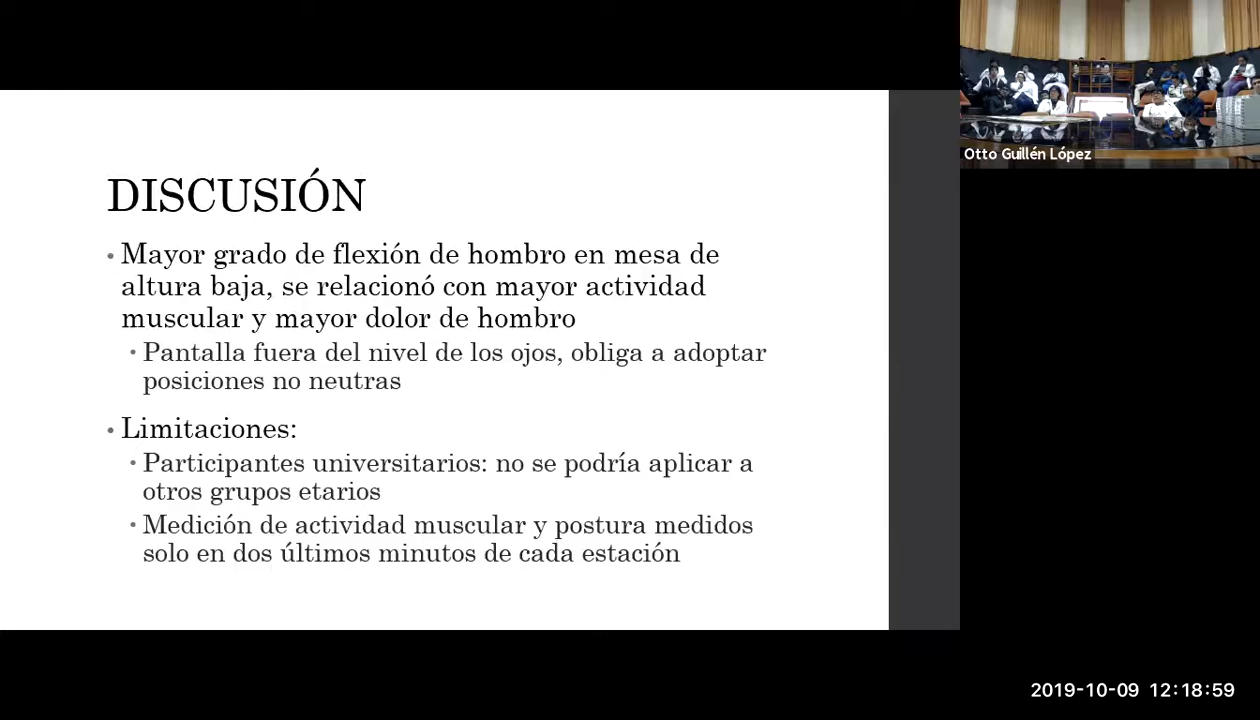 Otto Guillén López
DISCUSIÓN
• Mayor grado de flexión de hombro en mesa de
altura baja, se relacionó con mayor actividad
muscular y mayor dolor de hombro
• Pantalla fuera del nivel de los ojos, obliga a adoptar
posiciones no neutras
• Limitaciones:
• Participantes universitarios: no se podría aplicar a
otros grupos etarios
• Medición de actividad muscular y postura medidos
solo en dos últimos minutos de cada estación
2019-10-09 12:18:59